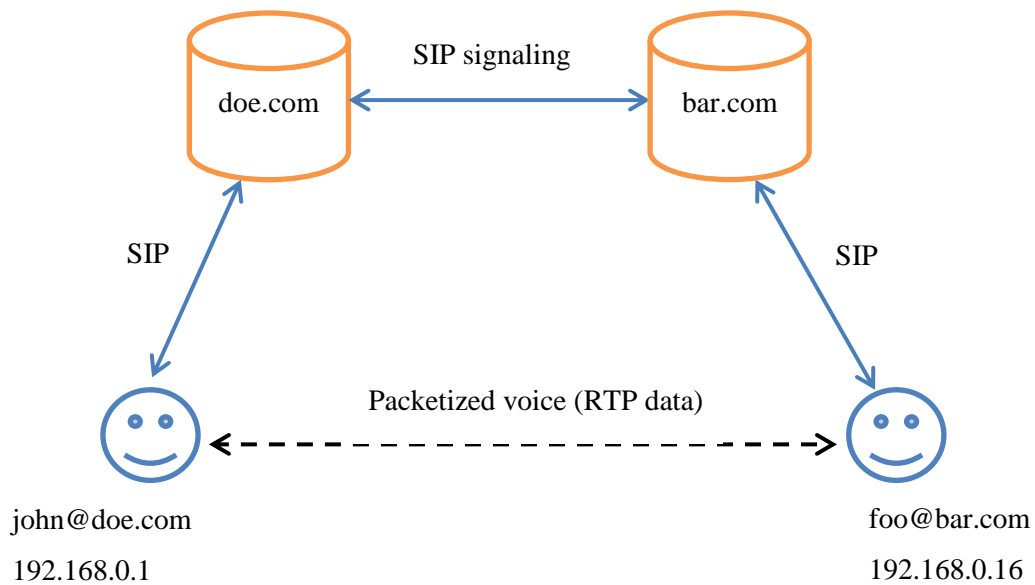 SIP signaling
doe.com
bar.com
SIP
SIP
Packetized voice (RTP data)
john@doe.com
192.168.0.1
foo@bar.com
192.168.0.16